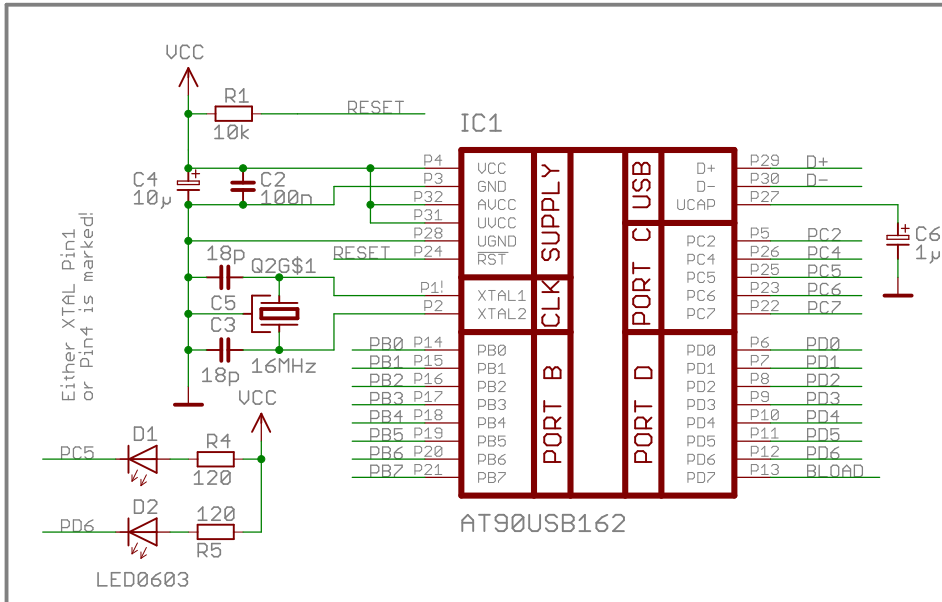 VCC
R1
10k
RESET
IC1
C4
10µ
C2
100n
P4 VCC
P3 GND
P32 AVCC
P31 UVCC
P28 UGND
RESET P24 RST
SUPPLY
P1! XTAL1
P2 XTAL2
CLK
PB0 P14 PB0
PB1 P15 PB1
PB2 P16 PB2
PB3 P17 PB3
PB4 P18 PB4
PB5 P19 PB5
PB6 P20 PB6
PB7 P21 PB7
PORT B
USB
D+ P29 D+
D- P30 D-
UCAP P27
PORT C
PC2 P5 PC2
PC4 P26 PC4
PC5 P25 PC5
PC6 P23 PC6
PC7 P22 PC7
PORT D
PD0 P6 PD0
PD1 P7 PD1
PD2 P8 PD2
PD3 P9 PD3
PD4 P10 PD4
PD5 P11 PD5
PD6 P12 PD6
PD7 P13 BLOAD
C6
1µ
18p
Q2G$1
C5
C3
18p
16MHz
Either XTAL Pin1
or Pin4 is marked!
VCC
PC5
D1
R4
120
PD6
D2
120
R5
LED0603
AT90USB162